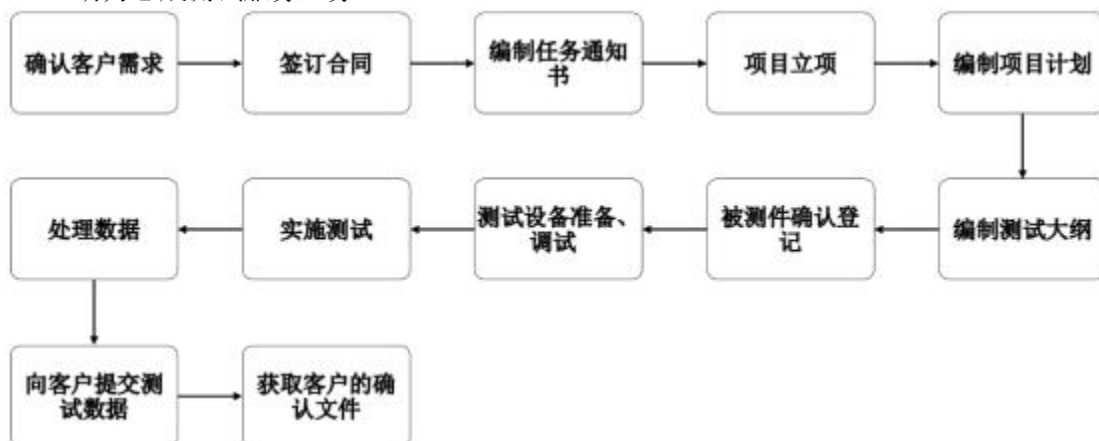 确认客户需求
签订合同
编制任务通知
书
项目立项
编制项目计划
处理数据
实施测试
测试设备准备、
调试
被测件确认登
记
编制测试大纲
向客户提交测
试数据
获取客户的确
认文件